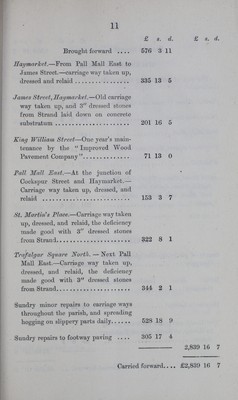 11
£ s. d. £ s. d.
Brought forward .... 576 3 11
Haymarket.—From Pall Mall East to
James Street.—carriage way taken up,
dressed and relaid .................. 335 13 5
James Street, Haymarket.—Old carriage
way taken up, and 3" dressed stones
from Strand laid down on concrete
substratum ........................ 201 16 5
King William Street—One year's main-
tenance by the "Improved Wood
Pavement Company" ............... 71 13 0
Pall Mall East.—At the junction of
Cockspur Street and Haymarket.—
Carriage way taken up, dressed, and
relaid ............................ 153 3 7
St. Martin's Place.—Carriage way taken
up, dressed, and relaid, the deficiency
made good with 3" dressed stones
from Strand........................ 322 8 1
Trafalgar Square North. — Next Pall
Mall East.—Carriage way taken up,
dressed, and relaid, the deficiency
made good with 3" dressed stones
from Strand........................ 344 2 1
Sundry minor repairs to carriage ways
throughout the parish, and spreading
hogging on slippery parts daily...... 528 18 9
Sundry repairs to footway paving .... 305 17 4
2,839 16 7
Carried forward.... £2,839 16 7